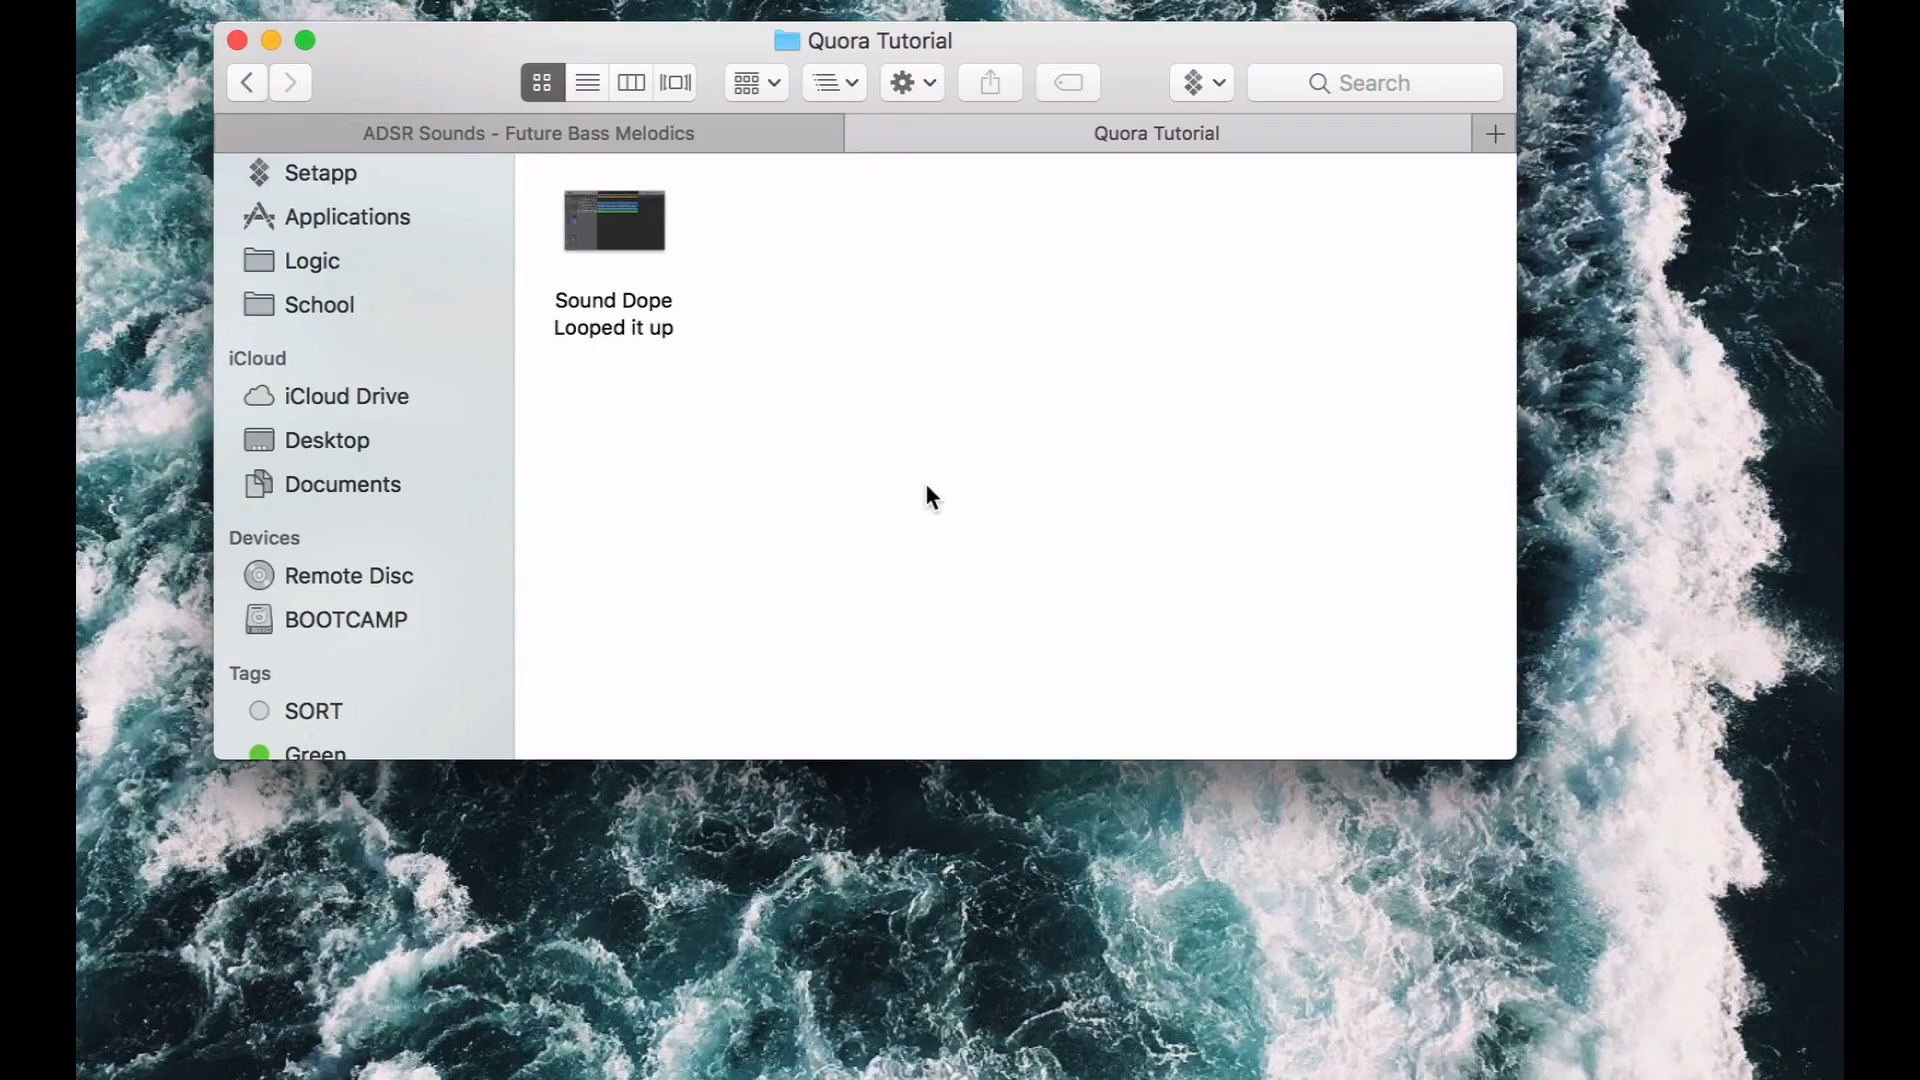 Quora Tutorial
Search
ADSR Sounds - Future Bass Melodics
Quora Tutorial
Setapp
Applications
Logic
School
iCloud
iCloud Drive
Desktop
Documents
Devices
Remote Disc
BOOTCAMP
Tags
SORT
Green
Sound Dope
Looped it up